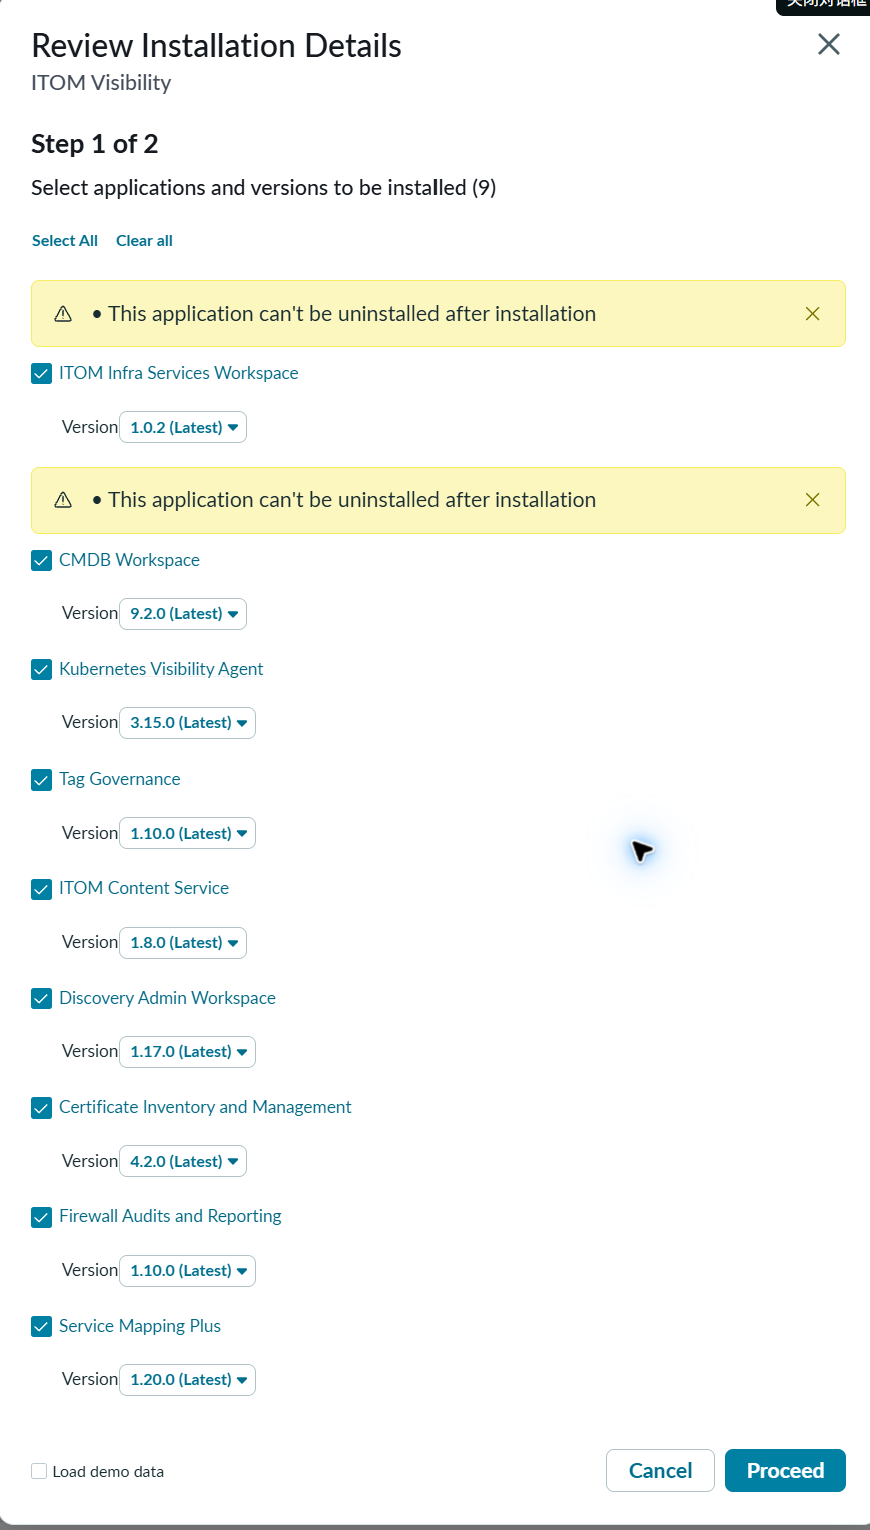 关闭对话框
Review Installation Details
ITOM Visibility
Step 1 of 2
Select applications and versions to be installed (9)
Select All Clear all
• This application can't be uninstalled after installation
ITOM Infra Services Workspace
Version 1.0.2 (Latest)
• This application can't be uninstalled after installation
CMDB Workspace
Version 9.2.0 (Latest)
Kubernetes Visibility Agent
Version 3.15.0 (Latest)
Tag Governance
Version 1.10.0 (Latest)
ITOM Content Service
Version 1.8.0 (Latest)
Discovery Admin Workspace
Version 1.17.0 (Latest)
Certificate Inventory and Management
Version 4.2.0 (Latest)
Firewall Audits and Reporting
Version 1.10.0 (Latest)
Service Mapping Plus
Version 1.20.0 (Latest)
Load demo data Cancel Proceed